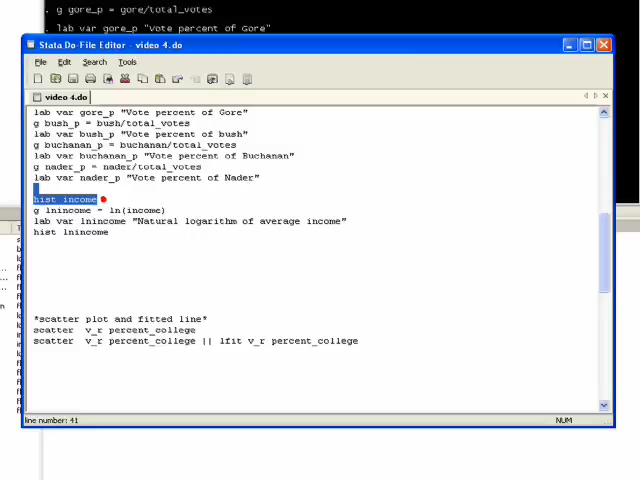 . g gore_p = gore/total_votes
. lab var gore_p "Vote percent of Gore"
Stata Do-File Editor - video 4.do
File Edit Search Tools
video 4.do
lab var gore_p "Vote percent of Gore"
g bush_p = bush/total_votes
lab var bush_p "Vote percent of bush"
g buchanan_p = buchanan/total_votes
lab var buchanan_p "Vote percent of Buchanan"
g nader_p = nader/total_votes
lab var nader_p "Vote percent of Nader"
hist income
g lnincome = ln(income)
lab var lnincome "Natural logarithm of average income"
hist lnincome
*scatter plot and fitted line*
scatter v_r percent_college
scatter v_r percent_college || lfit v_r percent_college
line number: 41 NUM